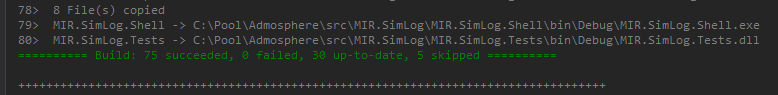 78>  8 File(s) copied
79>  MIR.SimLog.Shell -> C:\Pool\Admosphere\src\MIR.SimLog\MIR.SimLog.Shell\bin\Debug\MIR.SimLog.Shell.exe
80>  MIR.SimLog.Tests -> C:\Pool\Admosphere\src\MIR.SimLog\MIR.SimLog.Tests\bin\Debug\MIR.SimLog.Tests.dll
========== Build: 75 succeeded, 0 failed, 30 up-to-date, 5 skipped ==========
++++++++++++++++++++++++++++++++++++++++++++++++++++++++++++++++++++++++++++++++++++